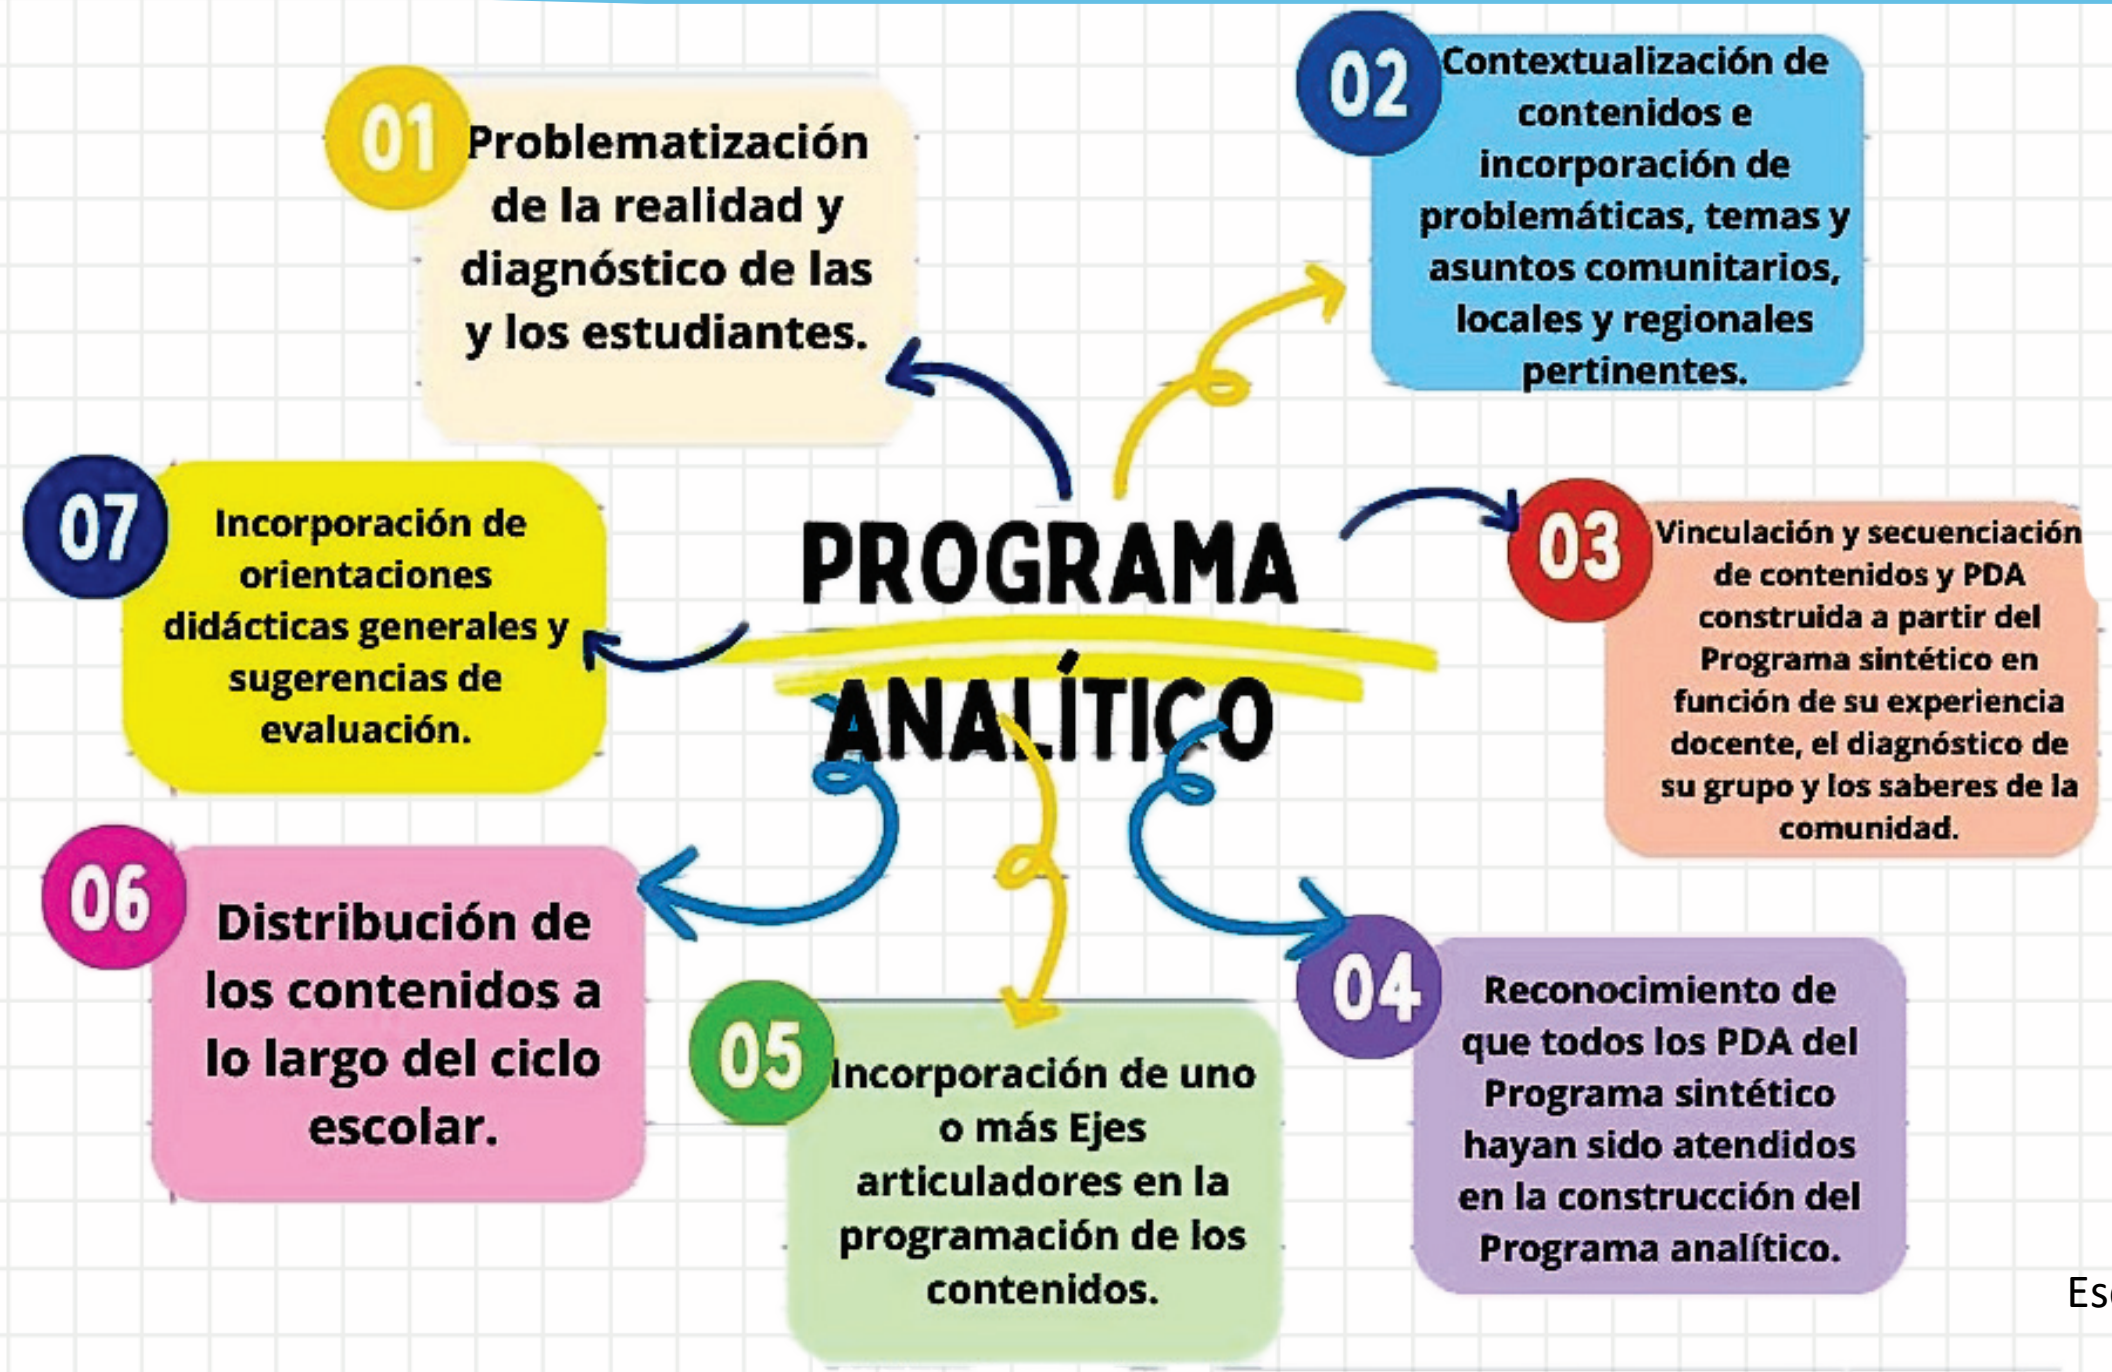 01
Problematización
de la realidad y
diagnóstico de las
y los estudiantes.
02
Contextualización de
contenidos e
incorporación de
problemáticas, temas y
asuntos comunitarios,
locales y regionales
pertinentes.
PROGRAMA
ANALÍTICO
03
Vinculación y secuenciación
de contenidos y PDA
construida a partir del
Programa sintético en
función de su experiencia
docente, el diagnóstico de
su grupo y los saberes de la
comunidad.
04
Reconocimiento de
que todos los PDA del
Programa sintético
hayan sido atendidos
en la construcción del
Programa analítico.
05
Incorporación de uno
o más Ejes
articuladores en la
programación de los
contenidos.
06
Distribución de
los contenidos a
lo largo del ciclo
escolar.
07
Incorporación de
orientaciones
didácticas generales y
sugerencias de
evaluación.